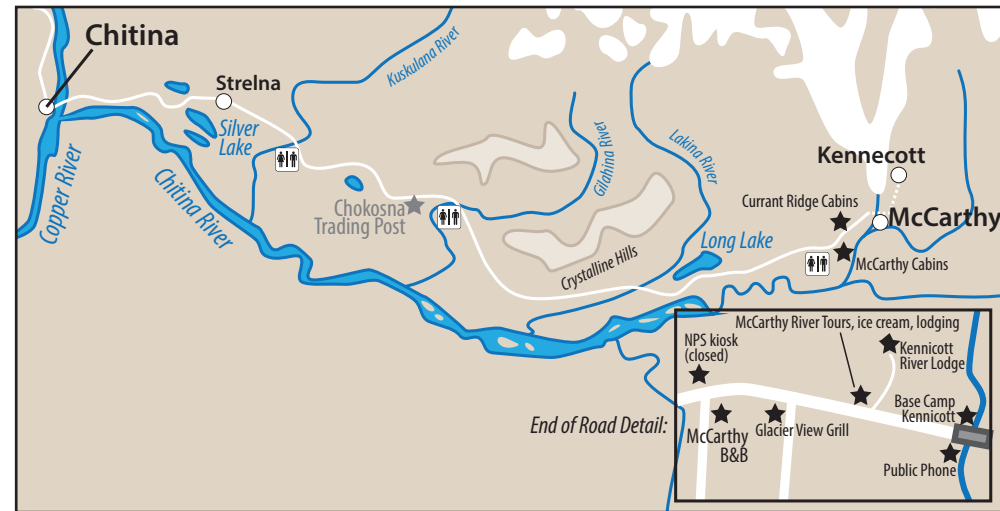 Chitina
Strelna
Kuskulana River
Silver
Lake
Copper River
Chitina River
Chokosna
Trading Post
Gilahina River
Lakina River
Crystalline Hills
Long Lake
Kennecott
Currant Ridge Cabins
McCarthy
McCarthy Cabins
End of Road Detail:
McCarthy River Tours, ice cream, lodging
NPS kiosk
(closed)
Kennicott
River Lodge
Base Camp
Kennicott
McCarthy
B&B
Glacier View Grill
Public Phone